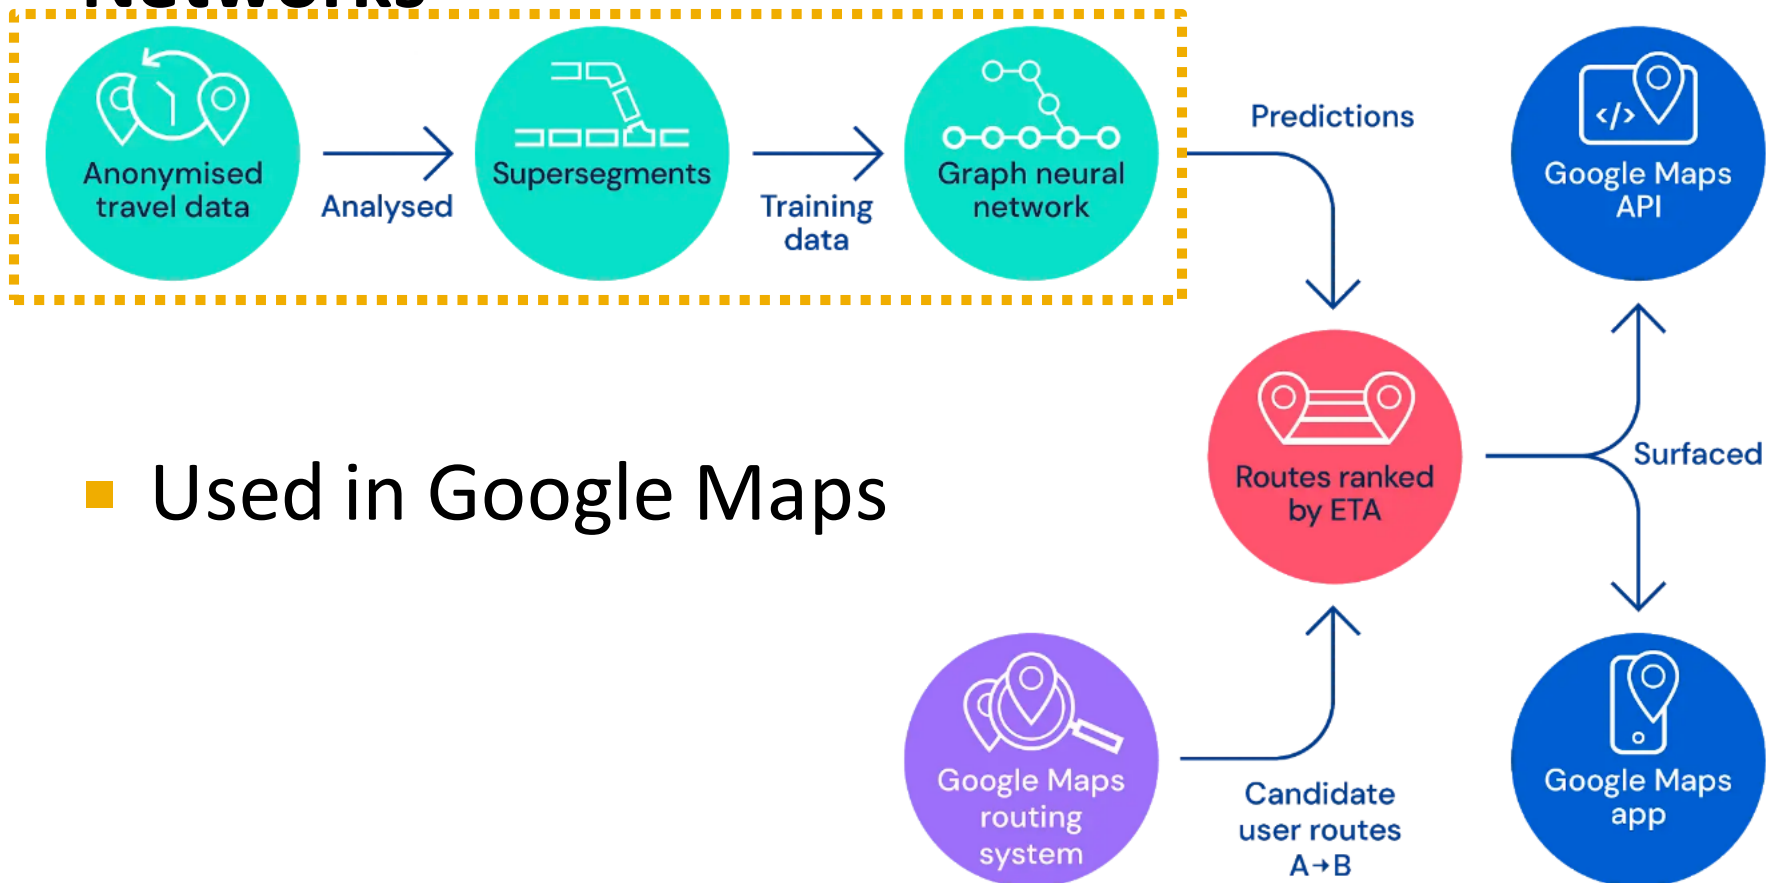 Networks
Anonymised
travel data
Analysed
Supersegments
Training
data
Graph neural
network
Predictions
</>
Google Maps
API
Routes ranked
by ETA
Surfaced
Used in Google Maps
Google Maps
routing
system
Candidate
user routes
A→B
Google Maps
app